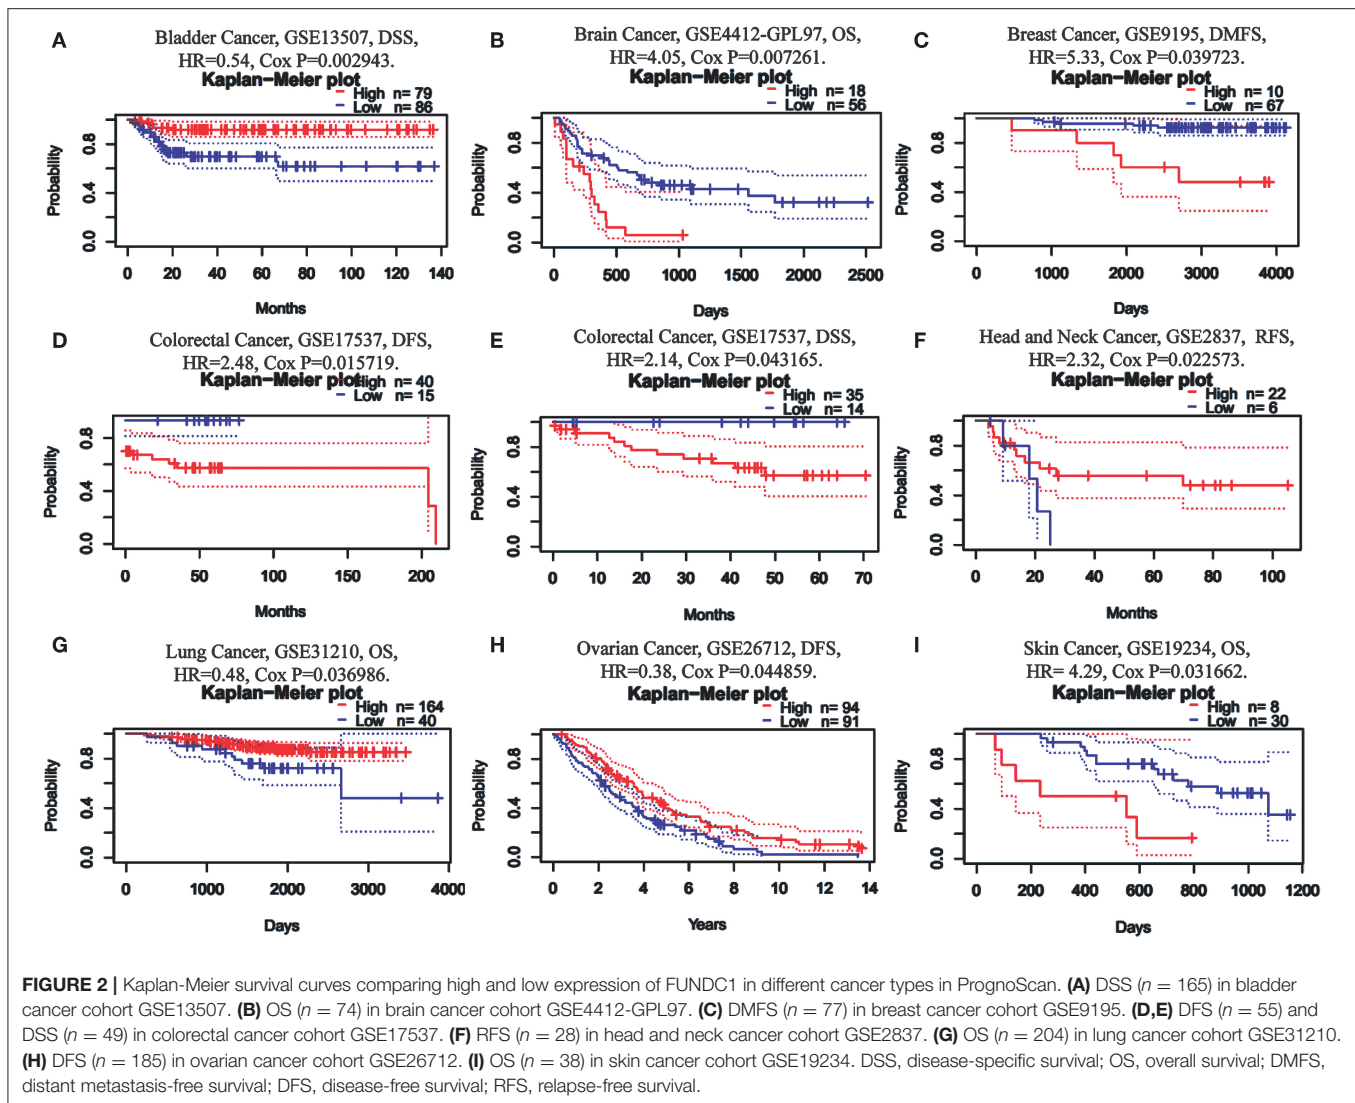 A
Bladder Cancer, GSE13507, DSS,
HR=0.54, Cox P=0.002943.
Kaplan-Meier plot
High n= 79
Low n= 86
Probability
0.0 0.4 0.8
0 20 40 60 80 100 120 140
Months
B
Brain Cancer, GSE4412-GPL97, OS,
HR=4.05, Cox P=0.007261.
Kaplan-Meier plot
High n= 18
Low n= 56
Probability
0.0 0.4 0.8
0 500 1000 1500 2000 2500
Days
C
Breast Cancer, GSE9195, DMFS,
HR=5.33, Cox P=0.039723.
Kaplan-Meier plot
High n= 10
Low n= 67
Probability
0.0 0.4 0.8
0 1000 2000 3000 4000
Days
D
Colorectal Cancer, GSE17537, DFS,
HR=2.48, Cox P=0.015719.
Kaplan-Meier plot
High n= 40
Low n= 15
Probability
0.0 0.4 0.8
0 50 100 150 200
Months
E
Colorectal Cancer, GSE17537, DSS,
HR=2.14, Cox P=0.043165.
Kaplan-Meier plot
High n= 35
Low n= 14
Probability
0.0 0.4 0.8
0 10 20 30 40 50 60 70
Months
F
Head and Neck Cancer, GSE2837, RFS,
HR=2.32, Cox P=0.022573.
Kaplan-Meier plot
High n= 22
Low n= 6
Probability
0.0 0.4 0.8
0 20 40 60 80 100
Months
G
Lung Cancer, GSE31210, OS,
HR=0.48, Cox P=0.036986.
Kaplan-Meier plot
High n= 164
Low n= 40
Probability
0.0 0.4 0.8
0 1000 2000 3000 4000
Days
H
Ovarian Cancer, GSE26712, DFS,
HR=0.38, Cox P=0.044859.
Kaplan-Meier plot
High n= 94
Low n= 91
Probability
0.0 0.4 0.8
0 2 4 6 8 10 12 14
Years
I
Skin Cancer, GSE19234, OS,
HR= 4.29, Cox P=0.031662.
Kaplan-Meier plot
High n= 8
Low n= 30
Probability
0.0 0.4 0.8
0 200 400 600 800 1000 1200
Days
FIGURE 2 | Kaplan-Meier survival curves comparing high and low expression of FUNDC1 in different cancer types in PrognoScan. (A) DSS (n = 165) in bladder
cancer cohort GSE13507. (B) OS (n = 74) in brain cancer cohort GSE4412-GPL97. (C) DMFS (n = 77) in breast cancer cohort GSE9195. (D,E) DFS (n = 55) and
DSS (n = 49) in colorectal cancer cohort GSE17537. (F) RFS (n = 28) in head and neck cancer cohort GSE2837. (G) OS (n = 204) in lung cancer cohort GSE31210.
(H) DFS (n = 185) in ovarian cancer cohort GSE26712. (I) OS (n = 38) in skin cancer cohort GSE19234. DSS, disease-specific survival; OS, overall survival; DMFS,
distant metastasis-free survival; DFS, disease-free survival; RFS, relapse-free survival.